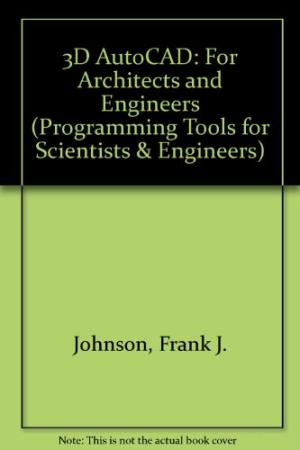 3D AutoCAD: For
Architects and
Engineers
(Programming Tools for
Scientists & Engineers)
Johnson, Frank J.
Note: This is not the actual book cover